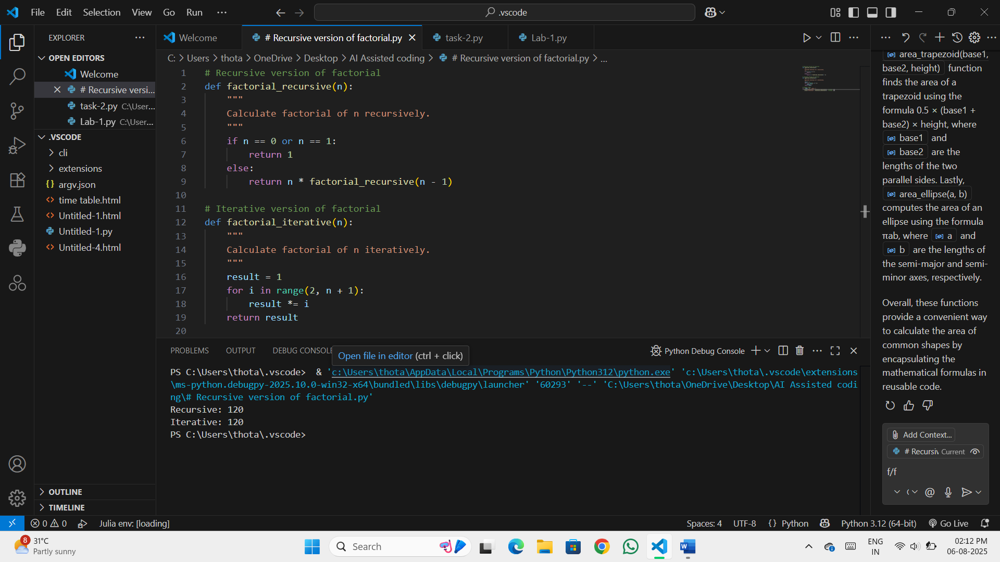 File Edit Selection View Go Run ...
.vscode
EXPLORER
OPEN EDITORS
Welcome
# Recursive versi...
task-2.py C:\User...
Lab-1.py C:\User...
.VSCODE
cli
extensions
argv.json
time table.html
Untitled-1.html
Untitled-1.py
Untitled-4.html
OUTLINE
TIMELINE
Welcome # Recursive version of factorial.py task-2.py Lab-1.py
C: > Users > thota > OneDrive > Desktop > AI Assisted coding > # Recursive version of factorial.py > ...
1 # Recursive version of factorial
2 def factorial_recursive(n):
3     """
4     Calculate factorial of n recursively.
5     """
6     if n == 0 or n == 1:
7         return 1
8     else:
9         return n * factorial_recursive(n - 1)
10
11 # Iterative version of factorial
12 def factorial_iterative(n):
13     """
14     Calculate factorial of n iteratively.
15     """
16     result = 1
17     for i in range(2, n + 1):
18         result *= i
19     return result
20
PROBLEMS OUTPUT DEBUG CONSOLE
Open file in editor (ctrl + click)
Python Debug Console
PS C:\Users\thota\.vscode>  & 'c:\Users\thota\AppData\Local\Programs\Python\Python312\python.exe' 'c:\Users\thota\.vscode\extensions
\ms-python.debugpy-2025.10.0-win32-x64\bundled\libs\debugpy\launcher' '60293' '--' 'C:\Users\thota\OneDrive\Desktop\AI Assisted codi
ng\# Recursive version of factorial.py'
Recursive: 120
Iterative: 120
PS C:\Users\thota\.vscode>
area_trapezoid(base1,
base2, height) function
finds the area of a
trapezoid using the
formula 0.5 × (base1 +
base2) × height, where
base1 and
base2 are the
lengths of the two
parallel sides. Lastly,
area_ellipse(a, b)
computes the area of an
ellipse using the formula
πab, where a and
b are the lengths of
the semi-major and semi-
minor axes, respectively.
Overall, these functions
provide a convenient way
to calculate the area of
common shapes by
encapsulating the
mathematical formulas in
reusable code.
Add Context...
# Recursiv Current
f/f
0 0 Julia env: [loading]
Spaces: 4 UTF-8 {} Python Python 3.12 (64-bit) Go Live
8
31°C
Partly sunny
Search
ENG
IN
02:12 PM
06-08-2025